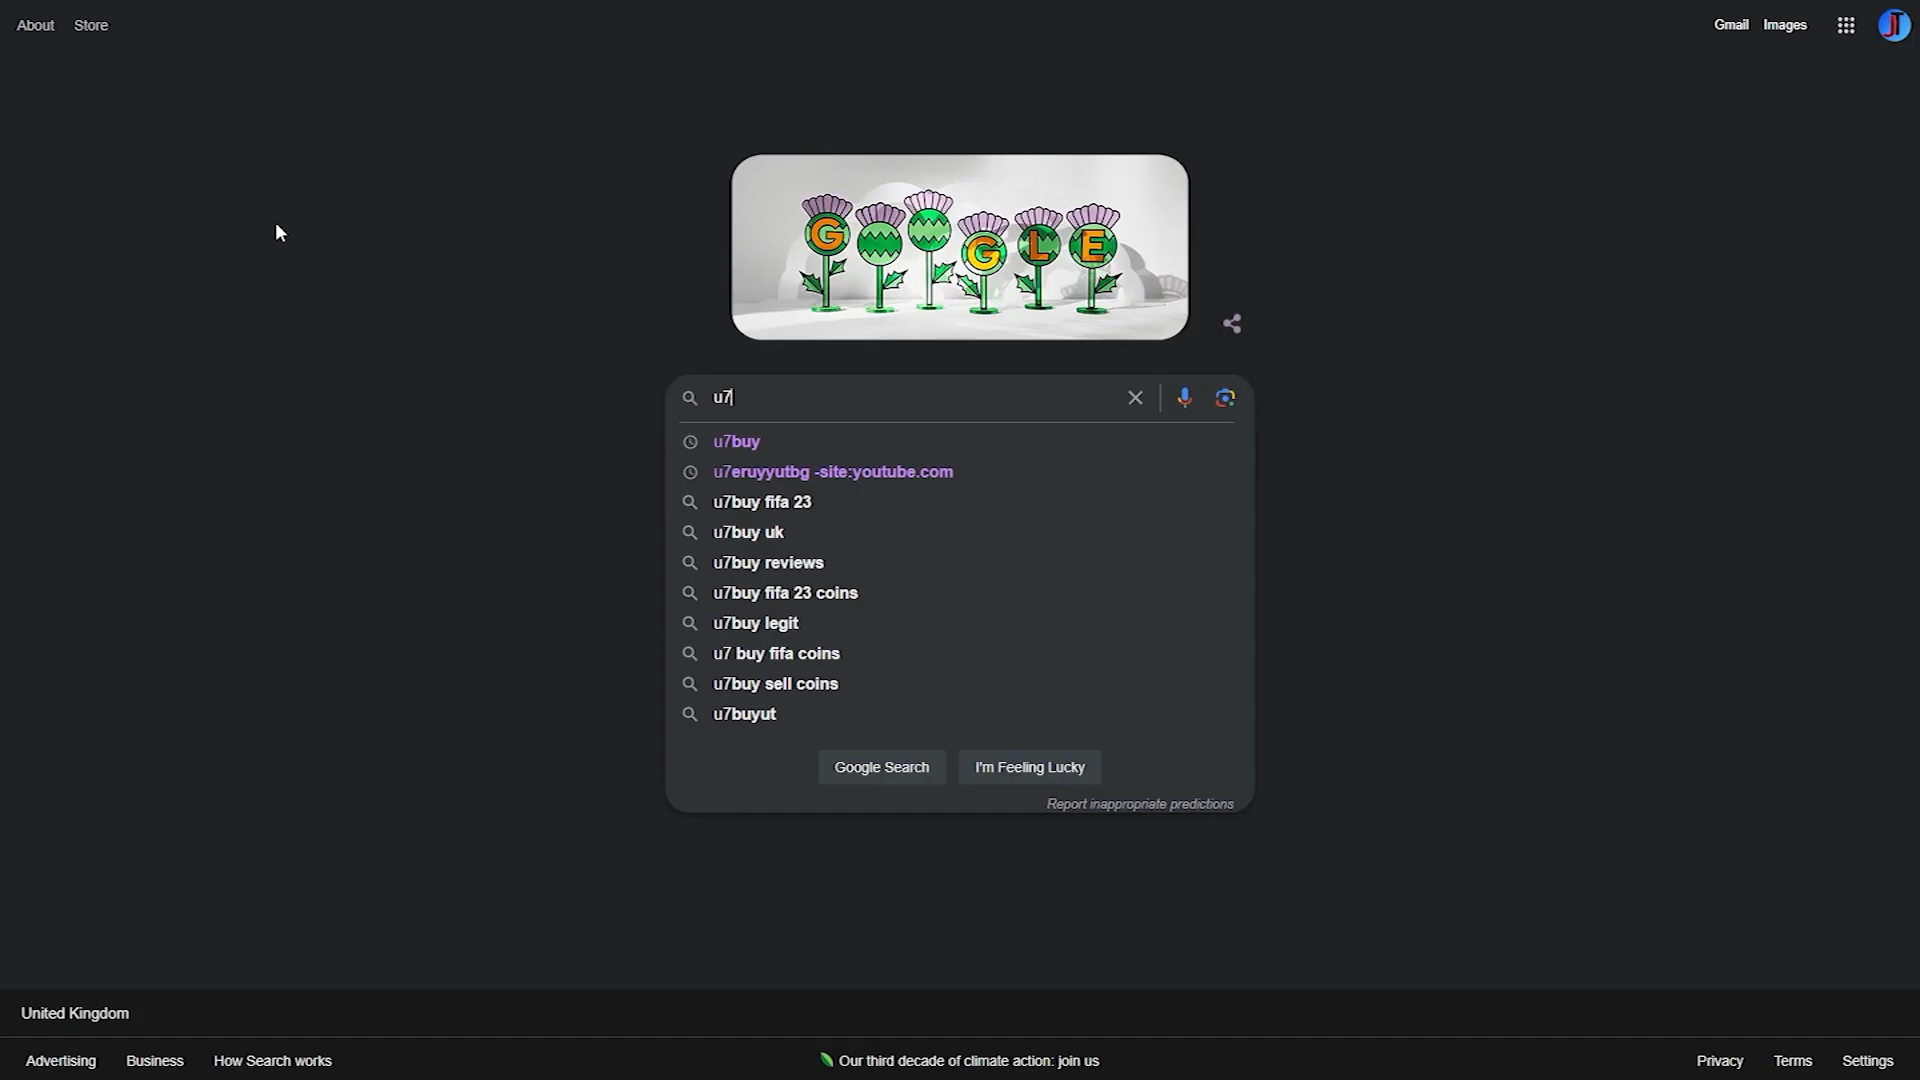 About Store
Gmail Images
JT
G G L E
u7
u7buy
u7eruyyutbg -site:youtube.com
u7buy fifa 23
u7buy uk
u7buy reviews
u7buy fifa 23 coins
u7buy legit
u7 buy fifa coins
u7buy sell coins
u7buyut
Google Search I'm Feeling Lucky
Report inappropriate predictions
United Kingdom
Advertising Business How Search works
Our third decade of climate action: join us
Privacy Terms Settings